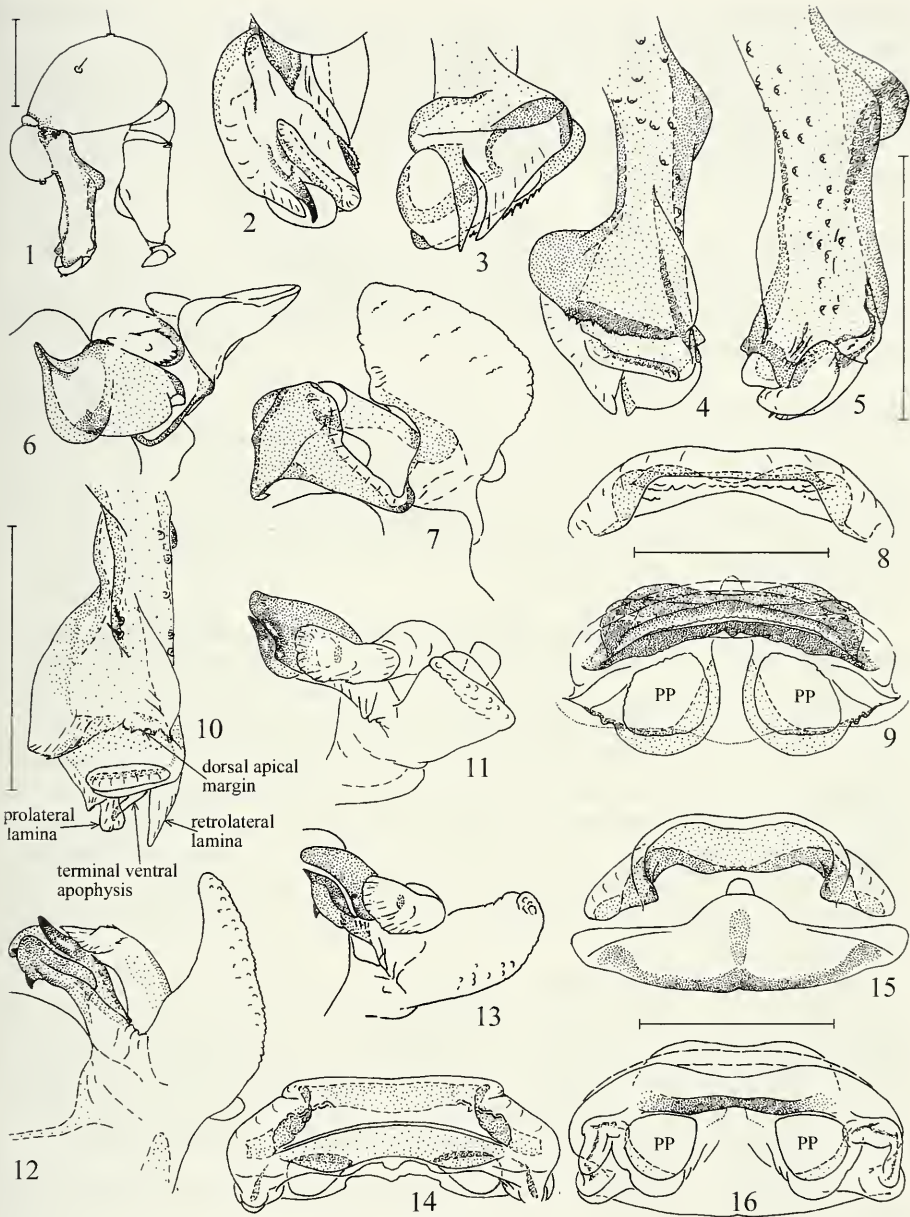 1
2
3
4
5
6
7
8
PP
PP
9
10
dorsal apical
margin
prolateral
lamina
retrolateral
lamina
terminal ventral
apophysis
11
12
13
14
15
PP
PP
16